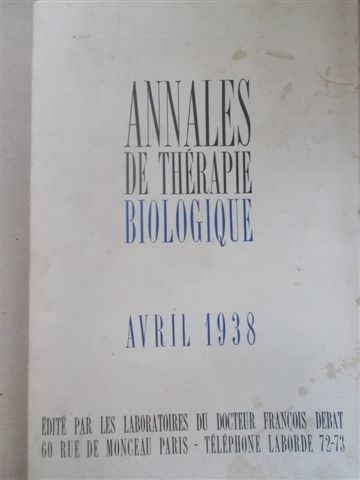 ANNALES
DE THÉRAPIE
BIOLOGIQUE
AVRIL 1938
ÉDITÉ PAR LES LABORATOIRES DU DOCTEUR FRANÇOIS DEBAT
60 RUE DE MONCEAU PARIS - TÉLÉPHONE LABORDE 72-73